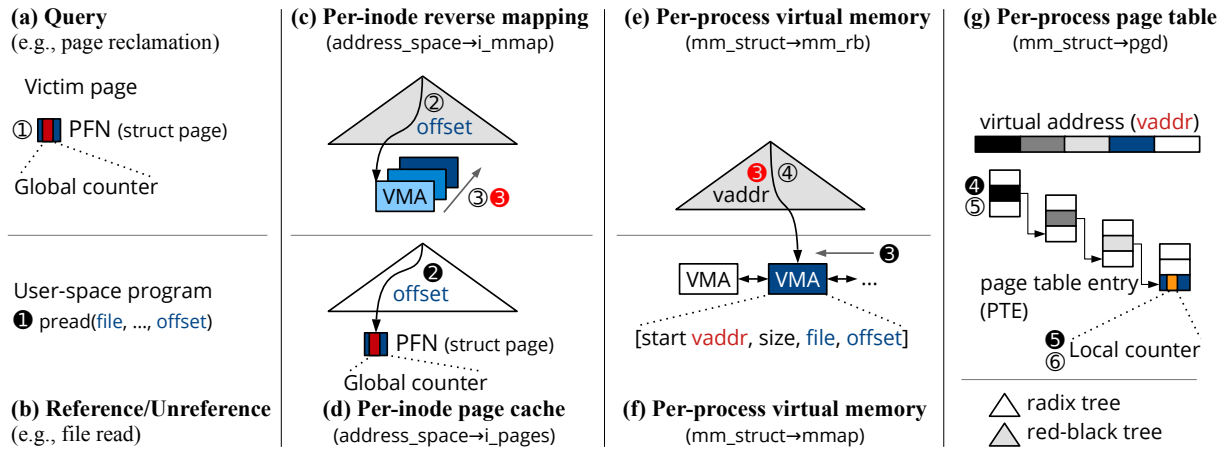 (a) Query
(e.g., page reclamation)
Victim page
① PFN (struct page)
Global counter
User-space program
❶ pread(file, ..., offset)
(b) Reference/Unreference
(e.g., file read)
(c) Per-inode reverse mapping
(address_space→i_mmap)
②
offset
VMA
③❸
❷
offset
PFN (struct page)
Global counter
(d) Per-inode page cache
(address_space→i_pages)
(e) Per-process virtual memory
(mm_struct→mm_rb)
❸ ④
vaddr
❸
VMA VMA ...
[start vaddr, size, file, offset]
(f) Per-process virtual memory
(mm_struct→mmap)
(g) Per-process page table
(mm_struct→pgd)
virtual address (vaddr)
❹
⑤
page table entry
(PTE)
❺
⑥ Local counter
radix tree
red-black tree